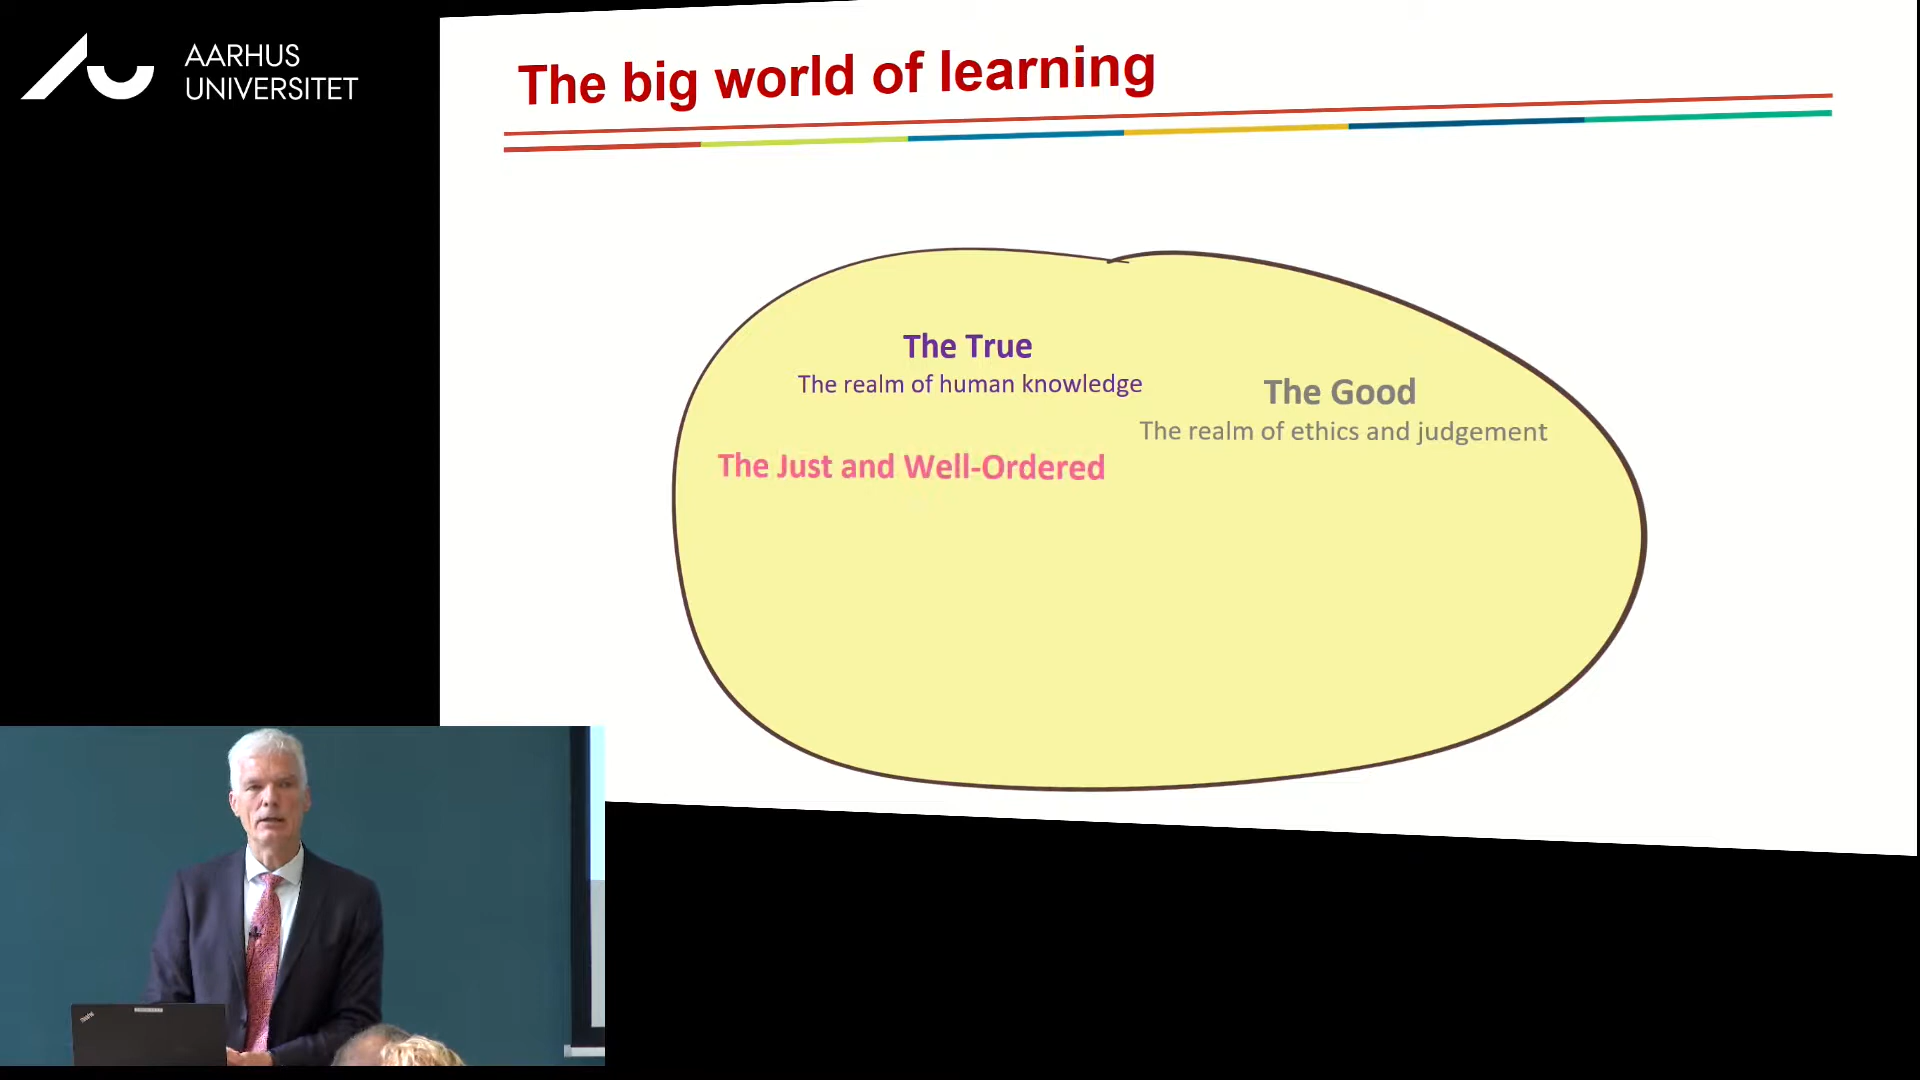 AARHUS
UNIVERSITET
The big world of learning
The True
The realm of human knowledge
The Good
The realm of ethics and judgement
The Just and Well-Ordered
ThinkPad